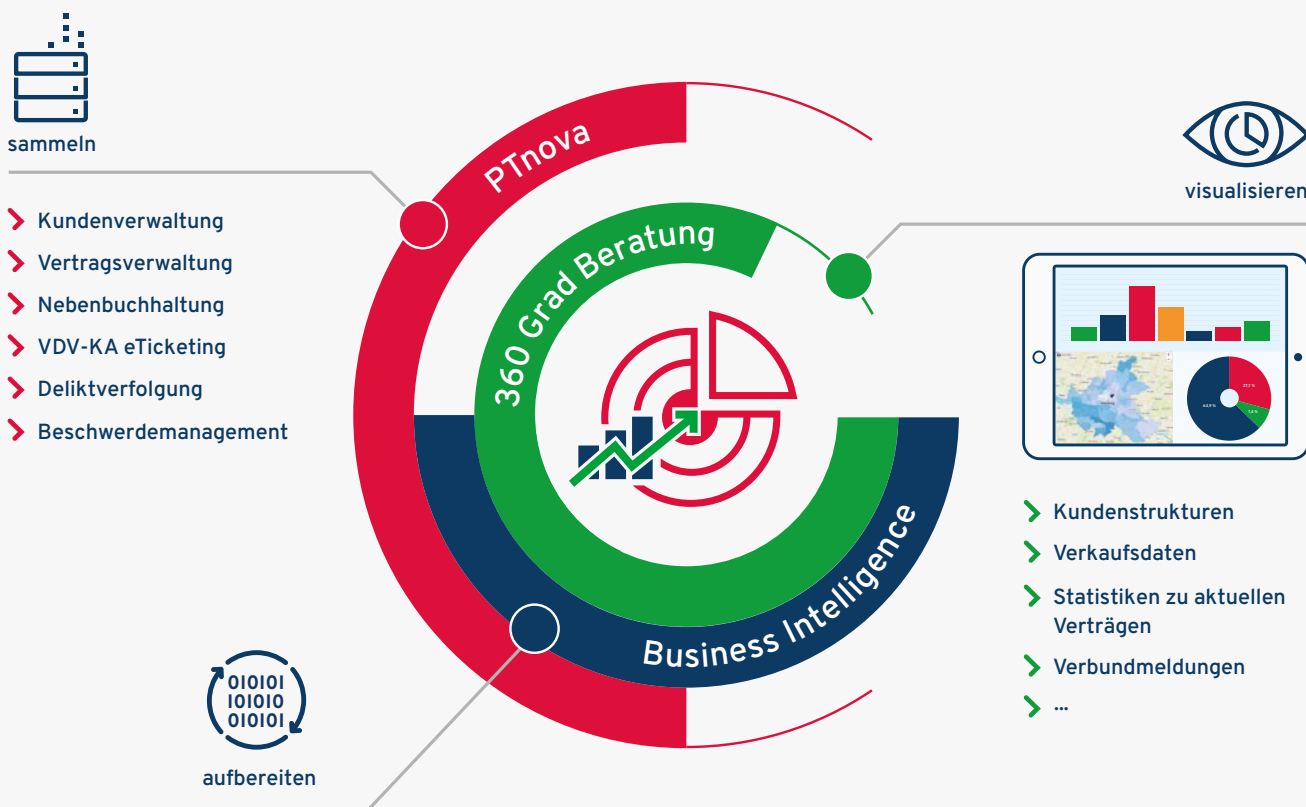 sammeln
Kundenverwaltung
Vertragsverwaltung
Nebenbuchhaltung
VDV-KA eTicketing
Deliktverfolgung
Beschwerdemanagement
PTnova
360 Grad Beratung
Business Intelligence
010101
101010
010101
aufbereiten
visualisieren
Kundenstrukturen
Verkaufsdaten
Statistiken zu aktuellen
Verträgen
Verbundmeldungen
...